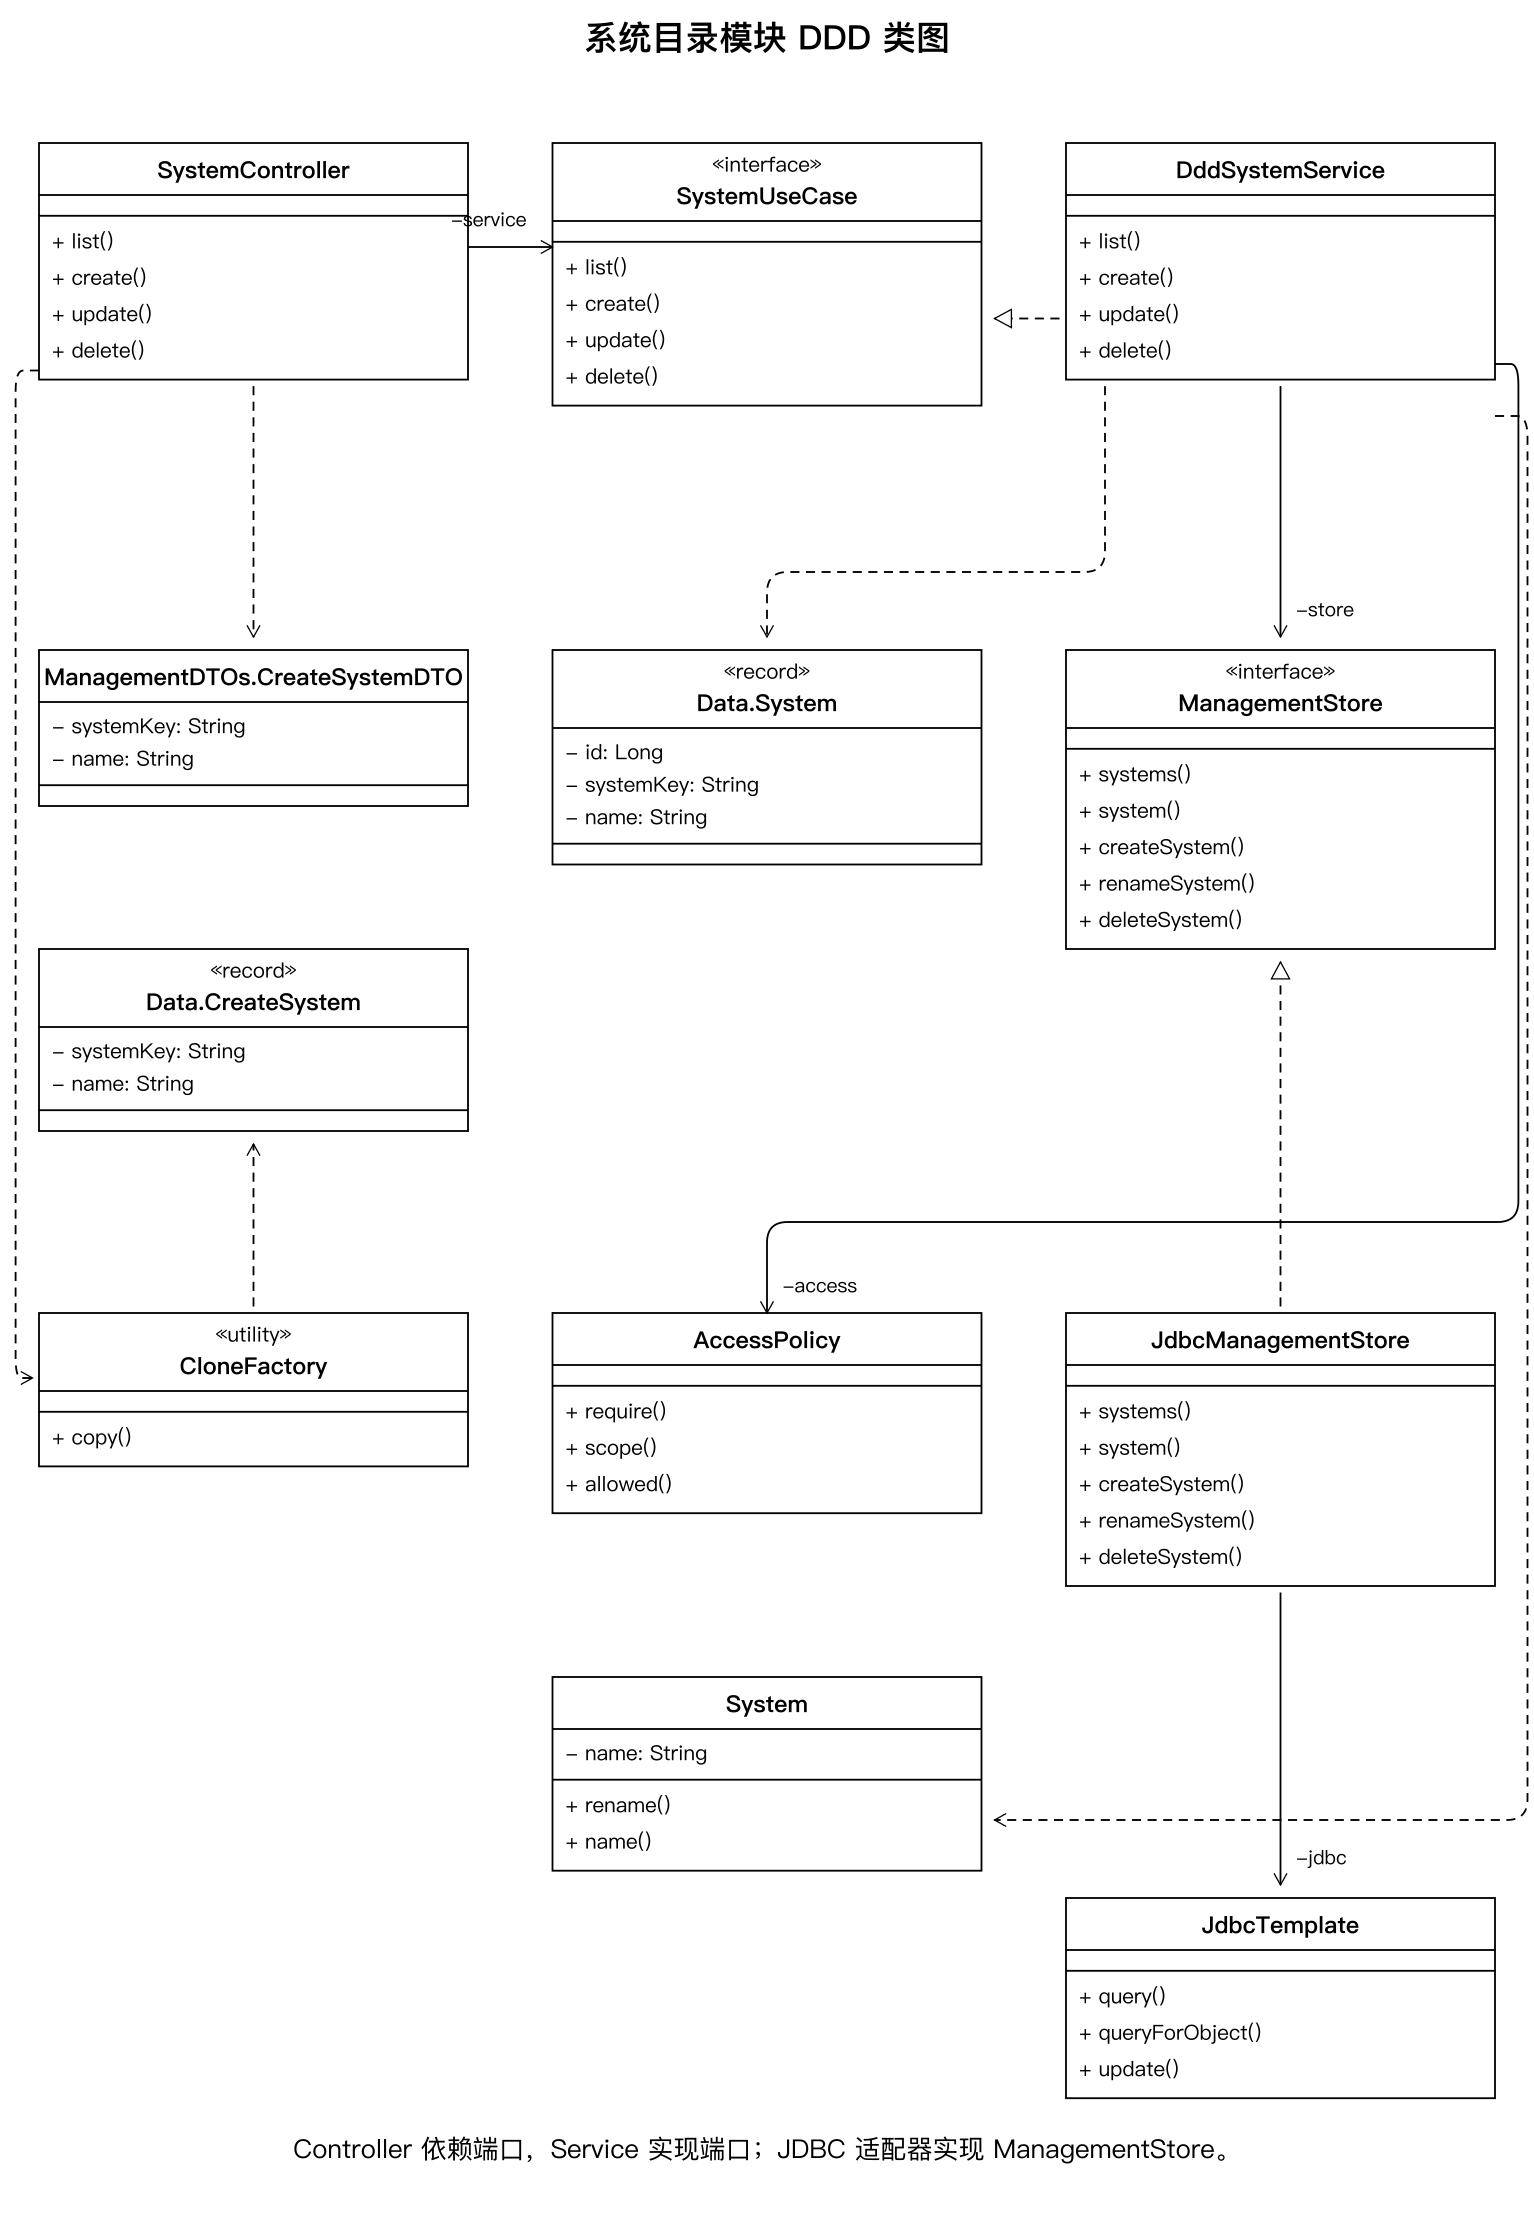 系统目录模块 DDD 类图
SystemController
+ list()
+ create()
+ update()
+ delete()
–service
«interface»
SystemUseCase
+ list()
+ create()
+ update()
+ delete()
DddSystemService
+ list()
+ create()
+ update()
+ delete()
–store
ManagementDTOs.CreateSystemDTO
– systemKey: String
– name: String
«record»
Data.System
– id: Long
– systemKey: String
– name: String
«interface»
ManagementStore
+ systems()
+ system()
+ createSystem()
+ renameSystem()
+ deleteSystem()
«record»
Data.CreateSystem
– systemKey: String
– name: String
–access
«utility»
CloneFactory
+ copy()
AccessPolicy
+ require()
+ scope()
+ allowed()
JdbcManagementStore
+ systems()
+ system()
+ createSystem()
+ renameSystem()
+ deleteSystem()
System
– name: String
+ rename()
+ name()
–jdbc
JdbcTemplate
+ query()
+ queryForObject()
+ update()
Controller 依赖端口，Service 实现端口；JDBC 适配器实现 ManagementStore。